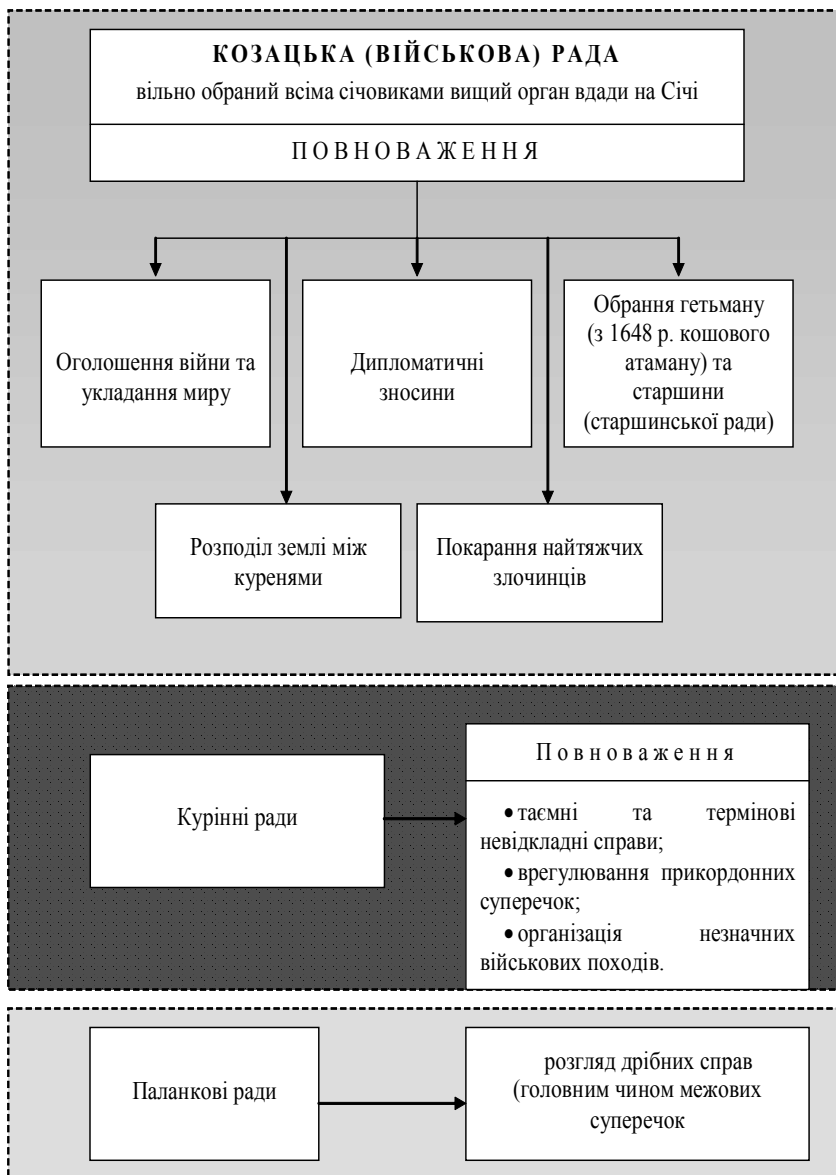 КОЗАЦЬКА (ВІЙСЬКОВА) РАДА
вільно обраний всіма січовиками вищий орган вдади на Січі
ПОВНОВАЖЕННЯ
Оголошення війни та
укладання миру
Дипломатичні
зносини
Обрання гетьману
(з 1648 р. кошового
атаману) та
старшини
(старшинської ради)
Розподіл землі між
куренями
Покарання найтяжчих
злочинців
Курінні ради
Повноваження
• таємні та термінові
невідкладні справи;
• врегулювання прикордонних
суперечок;
• організація незначних
військових походів.
Паланкові ради
розгляд дрібних справ
(головним чином межових
суперечок